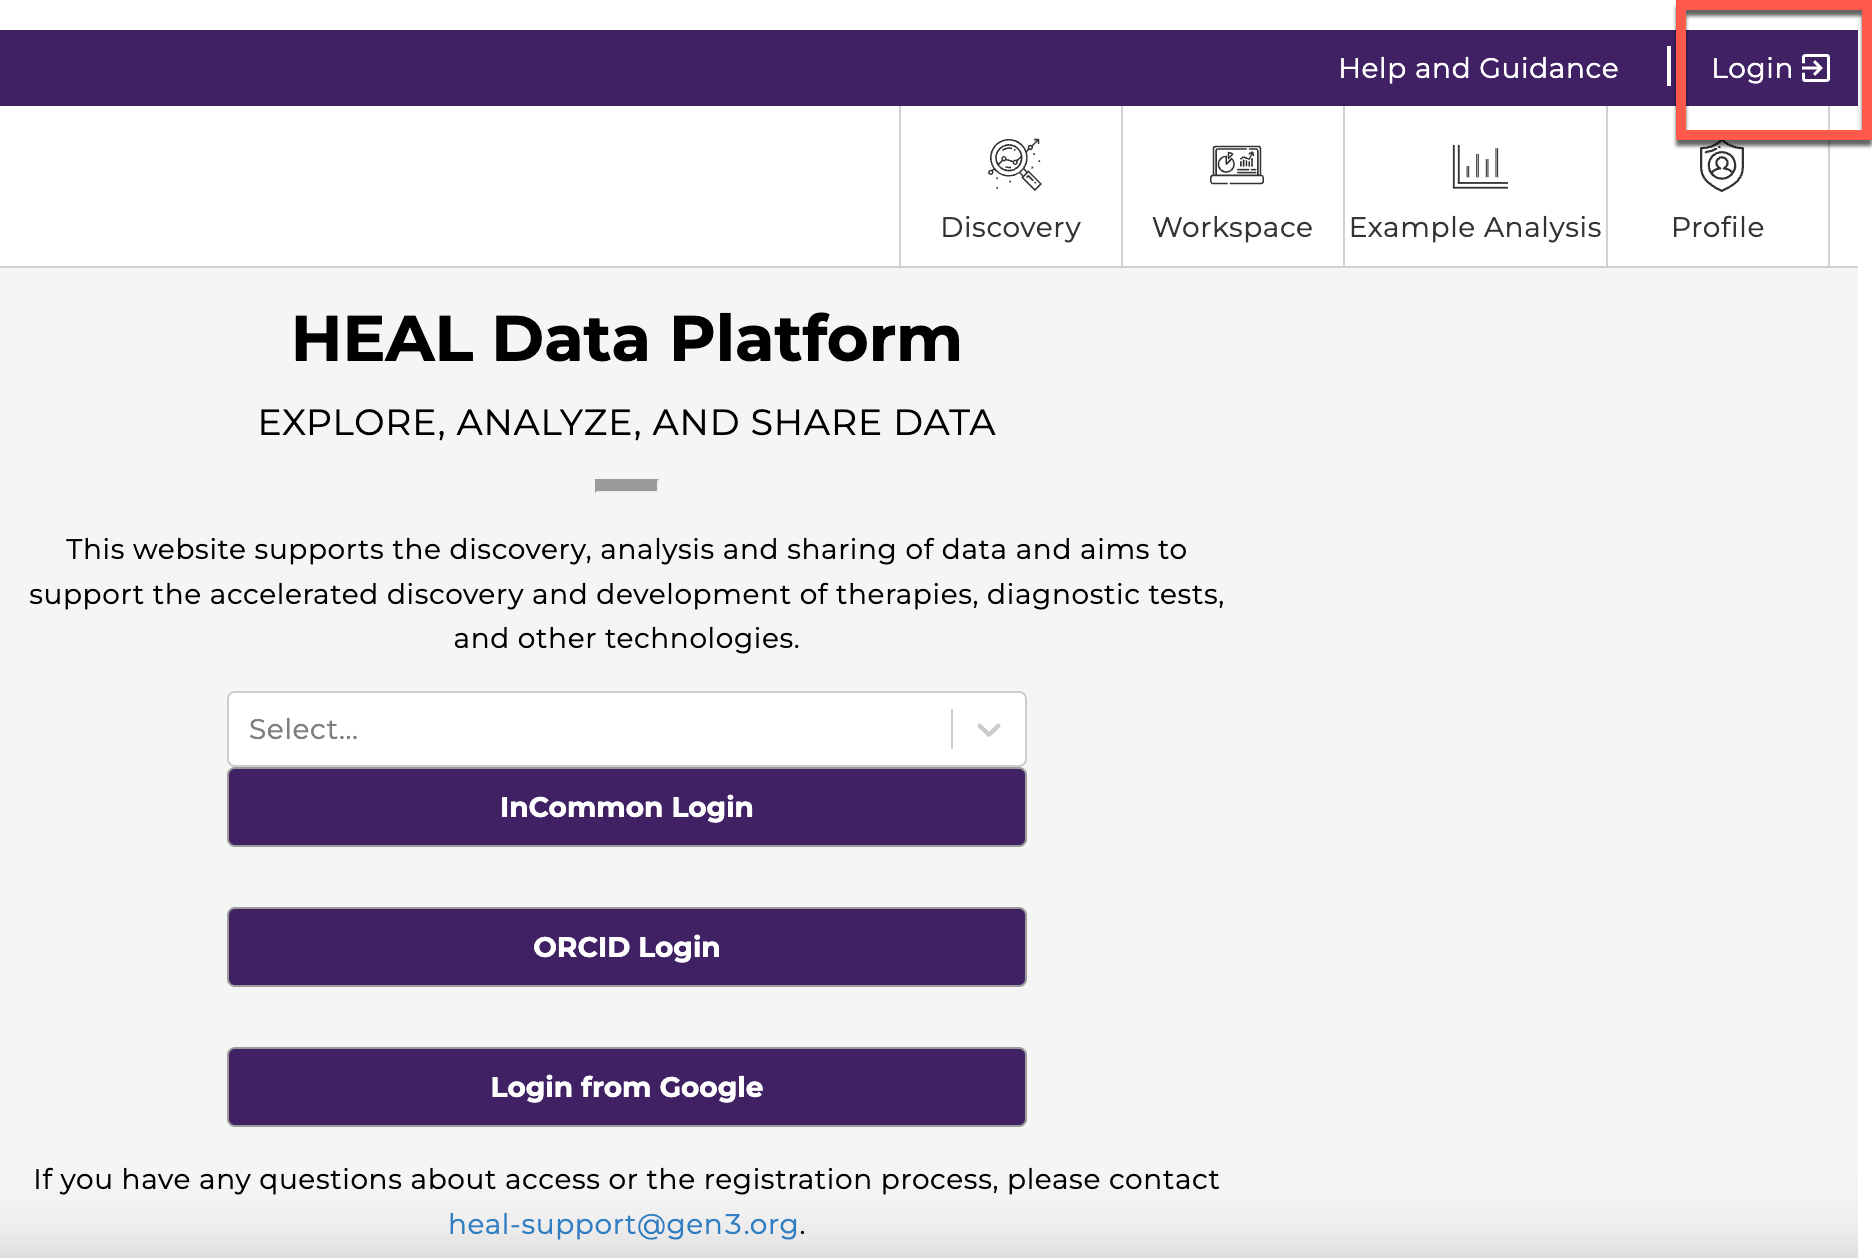 Help and Guidance
Login
Discovery
Workspace
Example Analysis
Profile
HEAL Data Platform
EXPLORE, ANALYZE, AND SHARE DATA
This website supports the discovery, analysis and sharing of data and aims to
support the accelerated discovery and development of therapies, diagnostic tests,
and other technologies.
Select...
InCommon Login
ORCID Login
Login from Google
If you have any questions about access or the registration process, please contact
heal-support@gen3.org.